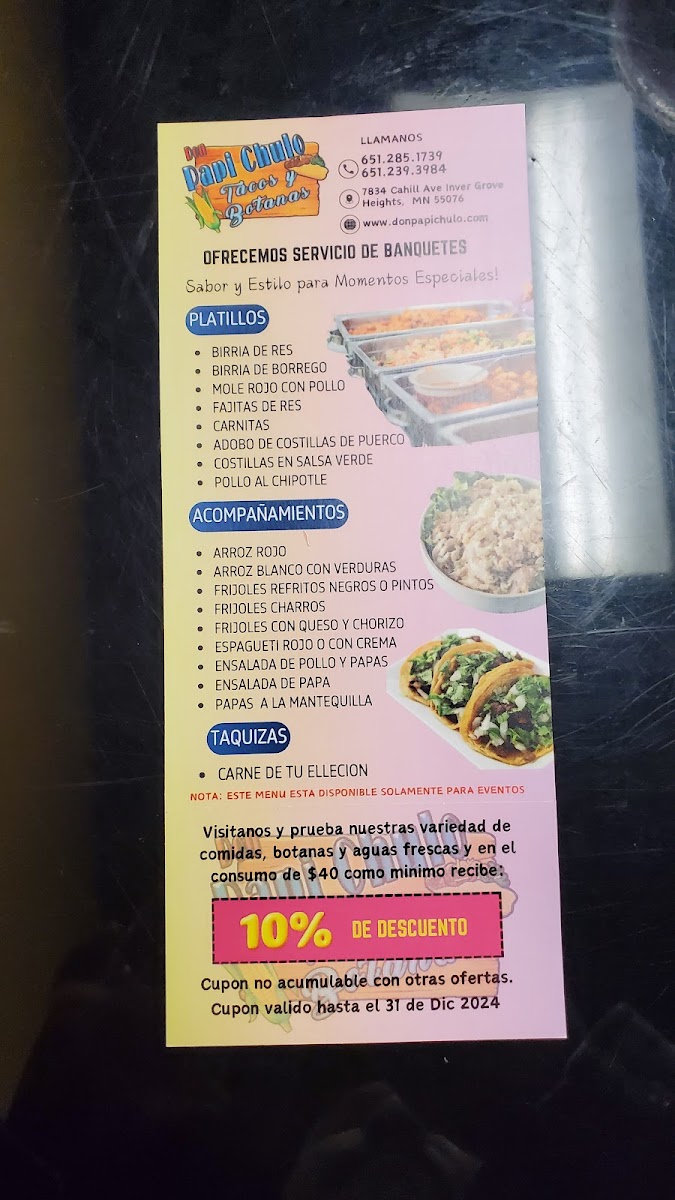 Don
Papi Chulo
Tacos y
Botanas
LLAMANOS
651.285.1739
651.239.3984
7834 Cahill Ave Inver Grove
Heights, MN 55076
www.donpapichulo.com
OFRECEMOS SERVICIO DE BANQUETES
Sabor y Estilo para Momentos Especiales!
PLATILLOS
• BIRRIA DE RES
• BIRRIA DE BORREGO
• MOLE ROJO CON POLLO
• FAJITAS DE RES
• CARNITAS
• ADOBO DE COSTILLAS DE PUERCO
• COSTILLAS EN SALSA VERDE
• POLLO AL CHIPOTLE
ACOMPAÑAMIENTOS
• ARROZ ROJO
• ARROZ BLANCO CON VERDURAS
• FRIJOLES REFRITOS NEGROS O PINTOS
• FRIJOLES CHARROS
• FRIJOLES CON QUESO Y CHORIZO
• ESPAGUETI ROJO O CON CREMA
• ENSALADA DE POLLO Y PAPAS
• ENSALADA DE PAPA
• PAPAS A LA MANTEQUILLA
TAQUIZAS
• CARNE DE TU ELLECION
NOTA: ESTE MENU ESTA DISPONIBLE SOLAMENTE PARA EVENTOS
Visitanos y prueba nuestras variedad de
comidas, botanas y aguas frescas y en el
consumo de $40 como minimo recibe:
10% DE DESCUENTO
Cupon no acumulable con otras ofertas.
Cupon valido hasta el 31 de Dic 2024